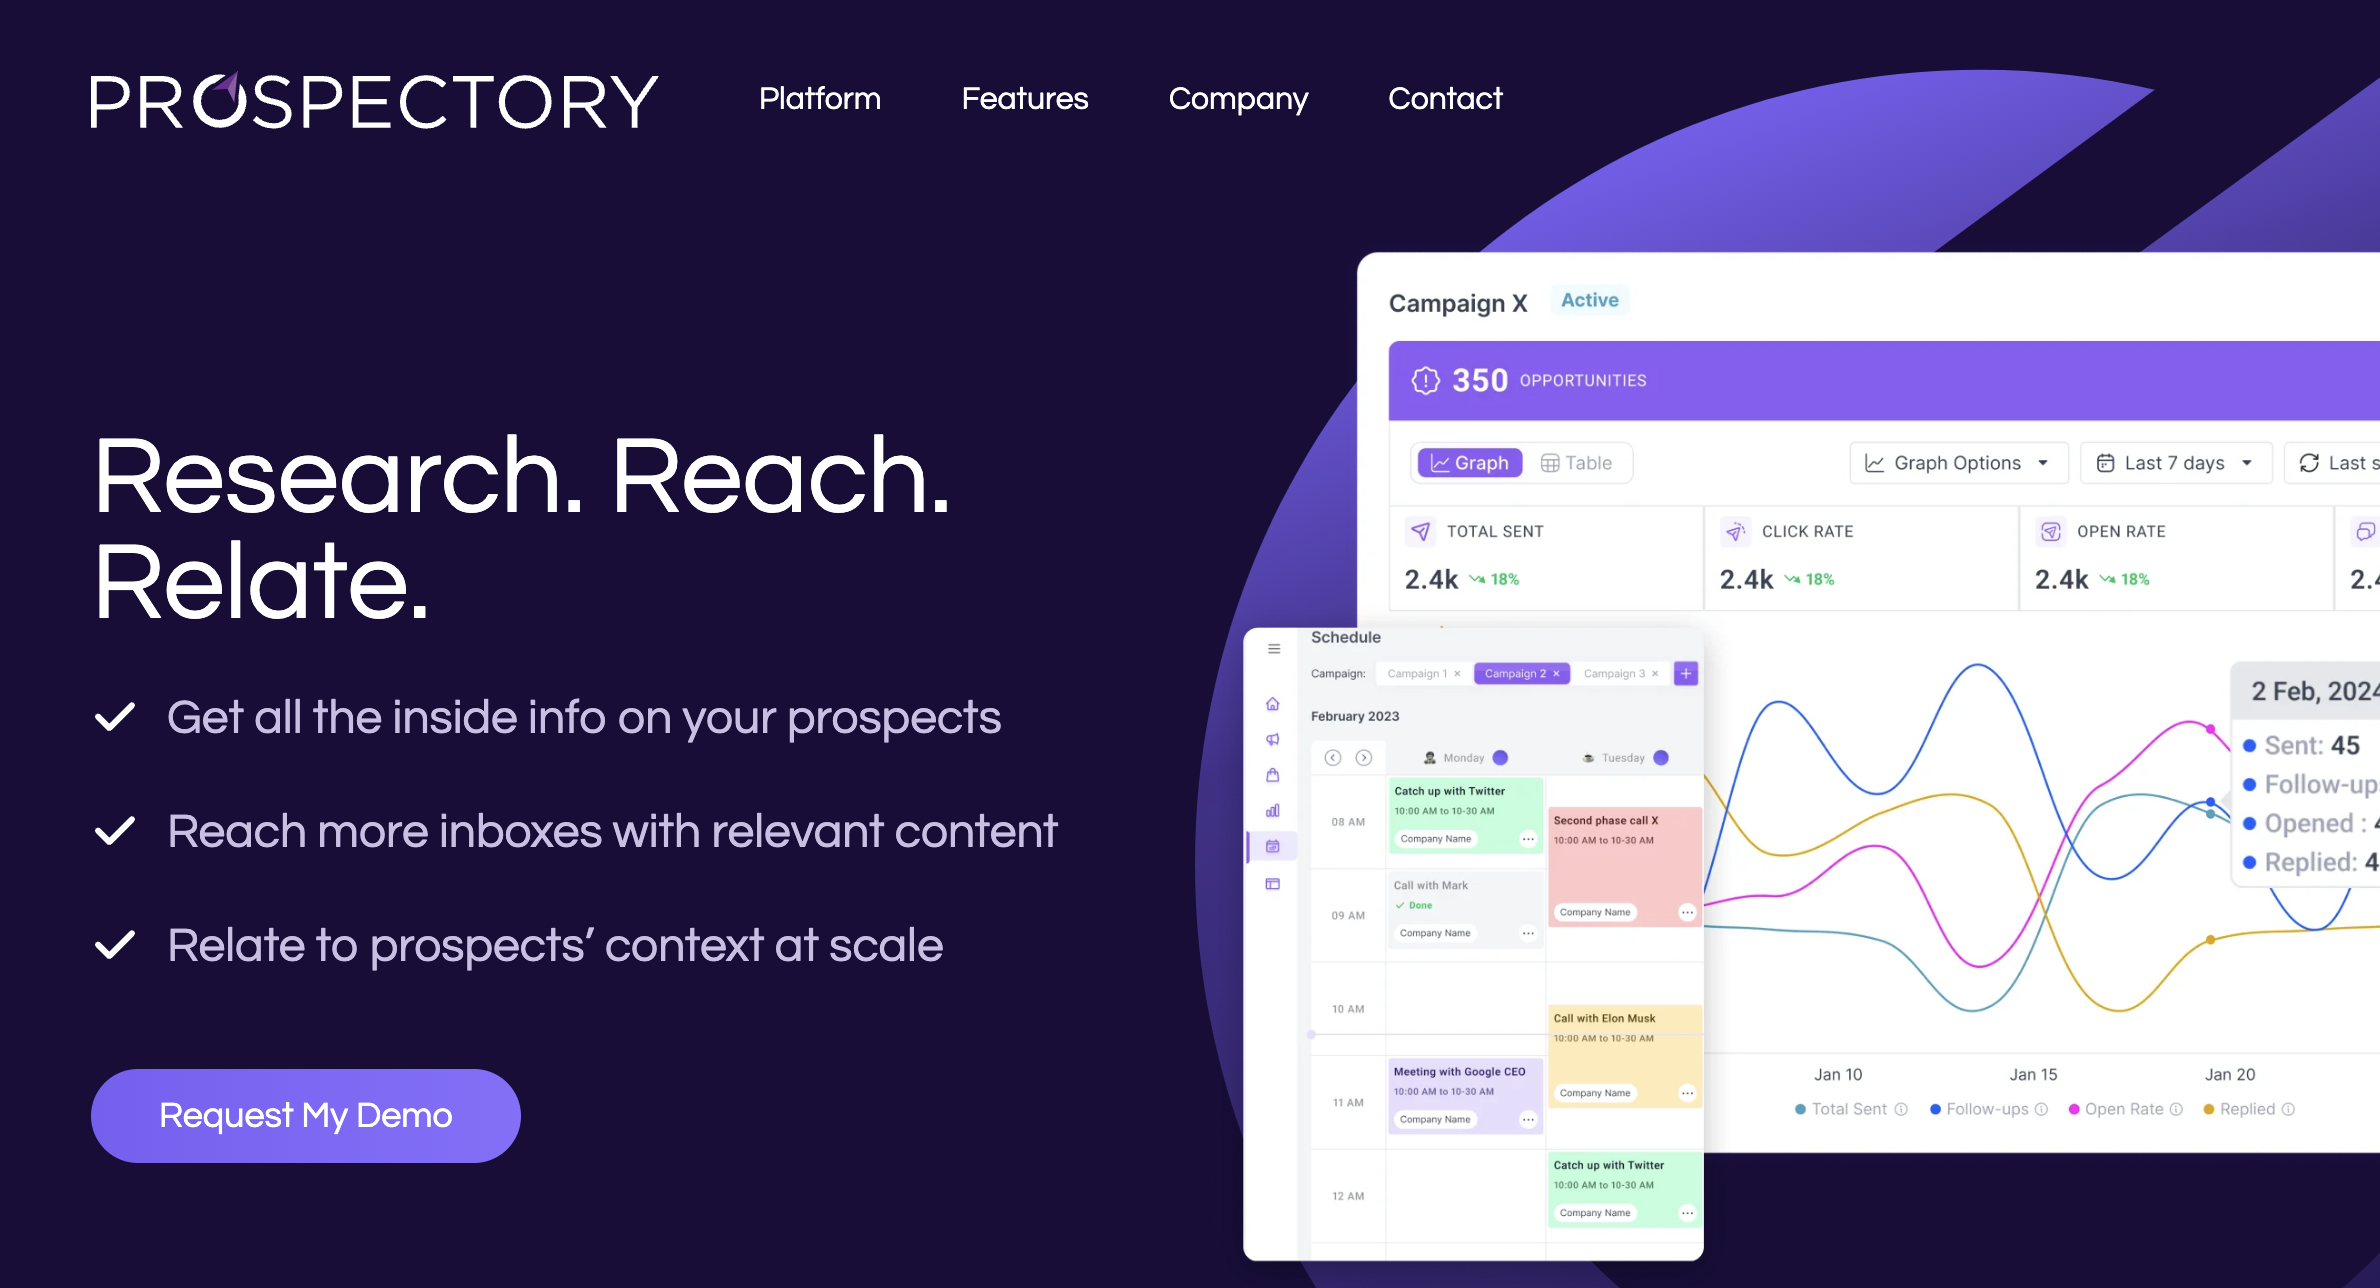 PROSPECTORY
Platform
Features
Company
Contact
Research. Reach.
Relate.
Get all the inside info on your prospects
Reach more inboxes with relevant content
Relate to prospects’ context at scale
Request My Demo
Campaign X
Active
350 OPPORTUNITIES
Graph
Table
Graph Options
Last 7 days
Last
TOTAL SENT
2.4k 18%
CLICK RATE
2.4k 18%
OPEN RATE
2.4k 18%
2 Feb, 2024
Sent: 45
Follow-up
Opened :
Replied:
Jan 10
Jan 15
Jan 20
Total Sent
Follow-ups
Open Rate
Replied
Schedule
Campaign:
Campaign 1 ×
Campaign 2 ×
Campaign 3 ×
+
February 2023
Monday
Tuesday
08 AM
09 AM
10 AM
11 AM
12 AM
Catch up with Twitter
10:00 AM to 10-30 AM
Company Name
Call with Mark
Done
Company Name
Meeting with Google CEO
10:00 AM to 10-30 AM
Company Name
Second phase call X
10:00 AM to 10-30 AM
Company Name
Call with Elon Musk
10:00 AM to 10-30 AM
Company Name
Catch up with Twitter
10:00 AM to 10-30 AM
Company Name